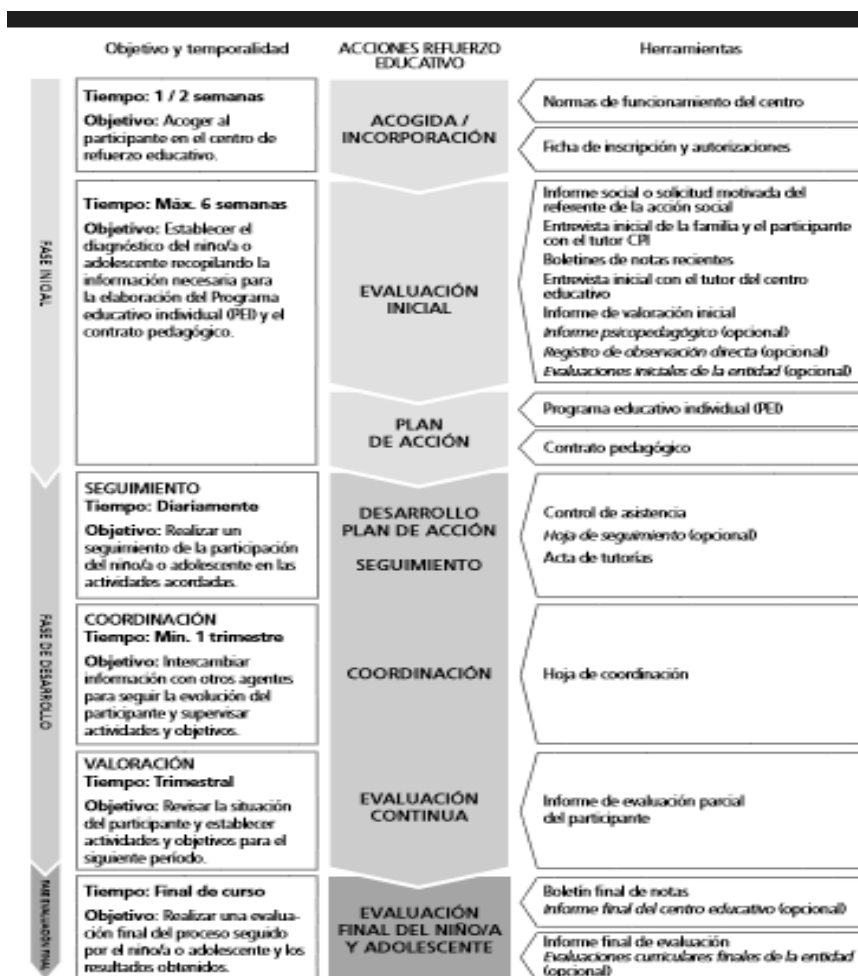 Objetivo y temporalidad
ACCIONES REFUERZO
EDUCATIVO
Herramientas
FASE INICIAL
Tiempo: 1 / 2 semanas
Objetivo: Acoger al
participante en el centro de
refuerzo educativo.
ACOGIDA /
INCORPORACIÓN
Normas de funcionamiento del centro
Ficha de inscripción y autorizaciones
Tiempo: Máx. 6 semanas
Objetivo: Establecer el
diagnóstico del niño/a o
adolescente recopilando la
información necesaria para
la elaboración del Programa
educativo individual (PEI) y el
contrato pedagógico.
EVALUACIÓN
INICIAL
Informe social o solicitud motivada del
referente de la acción social
Entrevista inicial de la familia y el participante
con el tutor CPI
Boletines de notas recientes
Entrevista inicial con el tutor del centro
educativo
Informe de valoración inicial
Informe psicopedagógico (opcional)
Registro de observación directa (opcional)
Evaluaciones iniciales de la entidad (opcional)
PLAN
DE ACCIÓN
Programa educativo individual (PEI)
Contrato pedagógico
FASE DE DESARROLLO
SEGUIMIENTO
Tiempo: Diariamente
Objetivo: Realizar un
seguimiento de la participación
del niño/a o adolescente en las
actividades acordadas.
DESARROLLO
PLAN DE ACCIÓN
SEGUIMIENTO
Control de asistencia
Hoja de seguimiento (opcional)
Acta de tutorías
COORDINACIÓN
Tiempo: Min. 1 trimestre
Objetivo: Intercambiar
información con otros agentes
para seguir la evolución del
participante y supervisar
actividades y objetivos.
COORDINACIÓN
Hoja de coordinación
VALORACIÓN
Tiempo: Trimestral
Objetivo: Revisar la situación
del participante y establecer
actividades y objetivos para el
siguiente período.
EVALUACIÓN
CONTINUA
Informe de evaluación parcial
del participante
FASE EVALUACIÓN FINAL
Tiempo: Final de curso
Objetivo: Realizar una evalua-
ción final del proceso seguido
por el niño/a o adolescente y los
resultados obtenidos.
EVALUACIÓN
FINAL DEL NIÑO/A
Y ADOLESCENTE
Boletín final de notas
Informe final del centro educativo (opcional)
Informe final de evaluación
Evaluaciones curriculares finales de la entidad
(opcional)